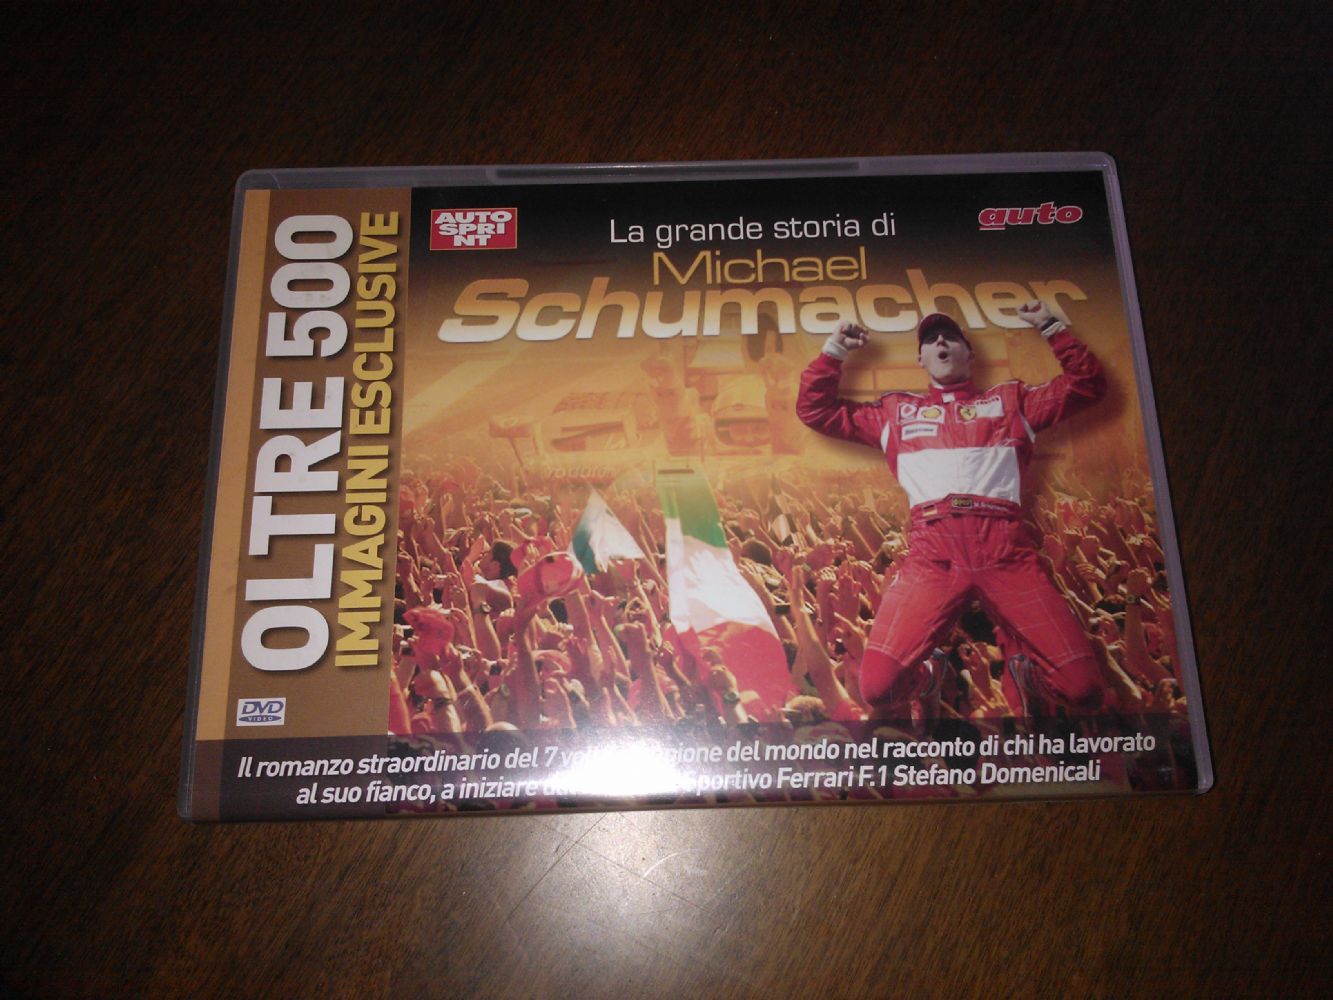 OLTRE 500
IMMAGINI ESCLUSIVE
AUTO
SPRI
NT
La grande storia di
Michael
Schumacher
auto
DVD
VIDEO
Il romanzo straordinario del 7 del mondo nel racconto di chi ha lavorato
al suo fianco, a iniziare Sportivo Ferrari F.1 Stefano Domenicali